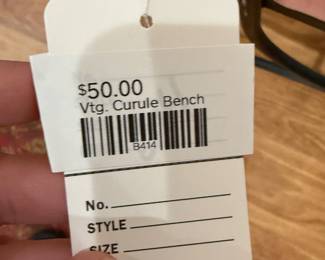 $50.00
Vtg. Curule Bench
B414
No.
STYLE
SIZE